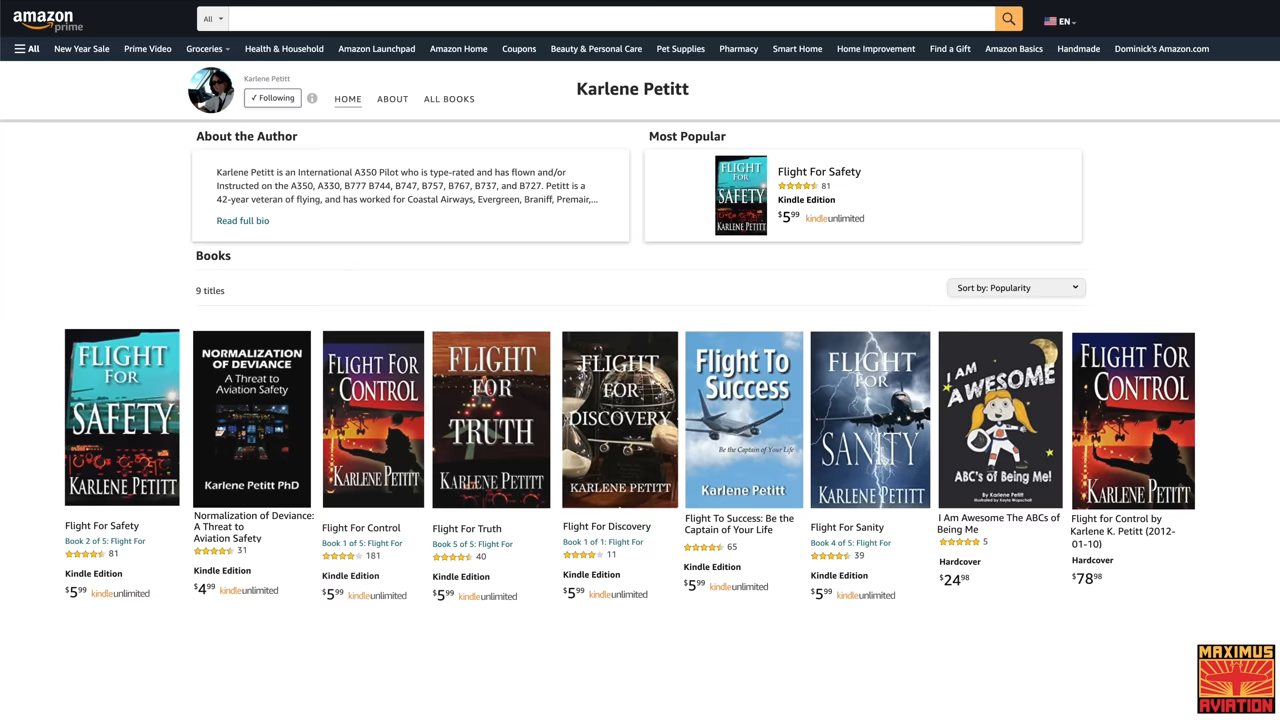 amazon
prime
All
EN
All
New Year Sale
Prime Video
Groceries
Health & Household
Amazon Launchpad
Amazon Home
Coupons
Beauty & Personal Care
Pet Supplies
Pharmacy
Smart Home
Home Improvement
Find a Gift
Amazon Basics
Handmade
Dominick's Amazon.com
Karlene Petitt
✓ Following
HOME
ABOUT
ALL BOOKS
Karlene Petitt
About the Author
Karlene Petitt is an International A350 Pilot who is type-rated and has flown and/or
Instructed on the A350, A330, B777 B744, B747, B757, B767, B737, and B727. Petitt is a
42-year veteran of flying, and has worked for Coastal Airways, Evergreen, Braniff, Premair,...
Read full bio
Most Popular
FLIGHT
FOR
SAFETY
KARLENE PETITT
Flight For Safety
81
Kindle Edition
$5.99 kindleunlimited
Books
9 titles
Sort by: Popularity
FLIGHT
FOR
SAFETY
KARLENE PETITT
Flight For Safety
Book 2 of 5: Flight For
81
Kindle Edition
$5.99 kindleunlimited
NORMALIZATION
OF DEVIANCE
A Threat to
Aviation Safety
Karlene Petitt PhD
Normalization of Deviance:
A Threat to
Aviation Safety
31
Kindle Edition
$4.99 kindleunlimited
FLIGHT FOR
CONTROL
KARLENE PETITT
Flight For Control
Book 1 of 5: Flight For
181
Kindle Edition
$5.99 kindleunlimited
FLIGHT
FOR
TRUTH
KARLENE PETITT
Flight For Truth
Book 5 of 5: Flight For
40
Kindle Edition
$5.99 kindleunlimited
FLIGHT
FOR
DISCOVERY
KARLENE PETITT
Flight For Discovery
Book 1 of 1: Flight For
11
Kindle Edition
$5.99 kindleunlimited
Flight To
Success
Be the Captain of Your Life
Karlene Petitt
Flight To Success: Be the
Captain of Your Life
65
Kindle Edition
$5.99 kindleunlimited
FLIGHT
FOR
SANITY
KARLENE PETITT
Flight For Sanity
Book 4 of 5: Flight For
39
Kindle Edition
$5.99 kindleunlimited
I AM
AWESOME
ABC's of Being Me!
By Karlene Petitt
Illustrated by Kayla Wopschall
I Am Awesome The ABCs of
Being Me
5
Hardcover
$24.98
FLIGHT FOR
CONTROL
KARLENE PETITT
Flight for Control by
Karlene K. Petitt (2012-
01-10)
Hardcover
$78.98
MAXIMUS
AVIATION